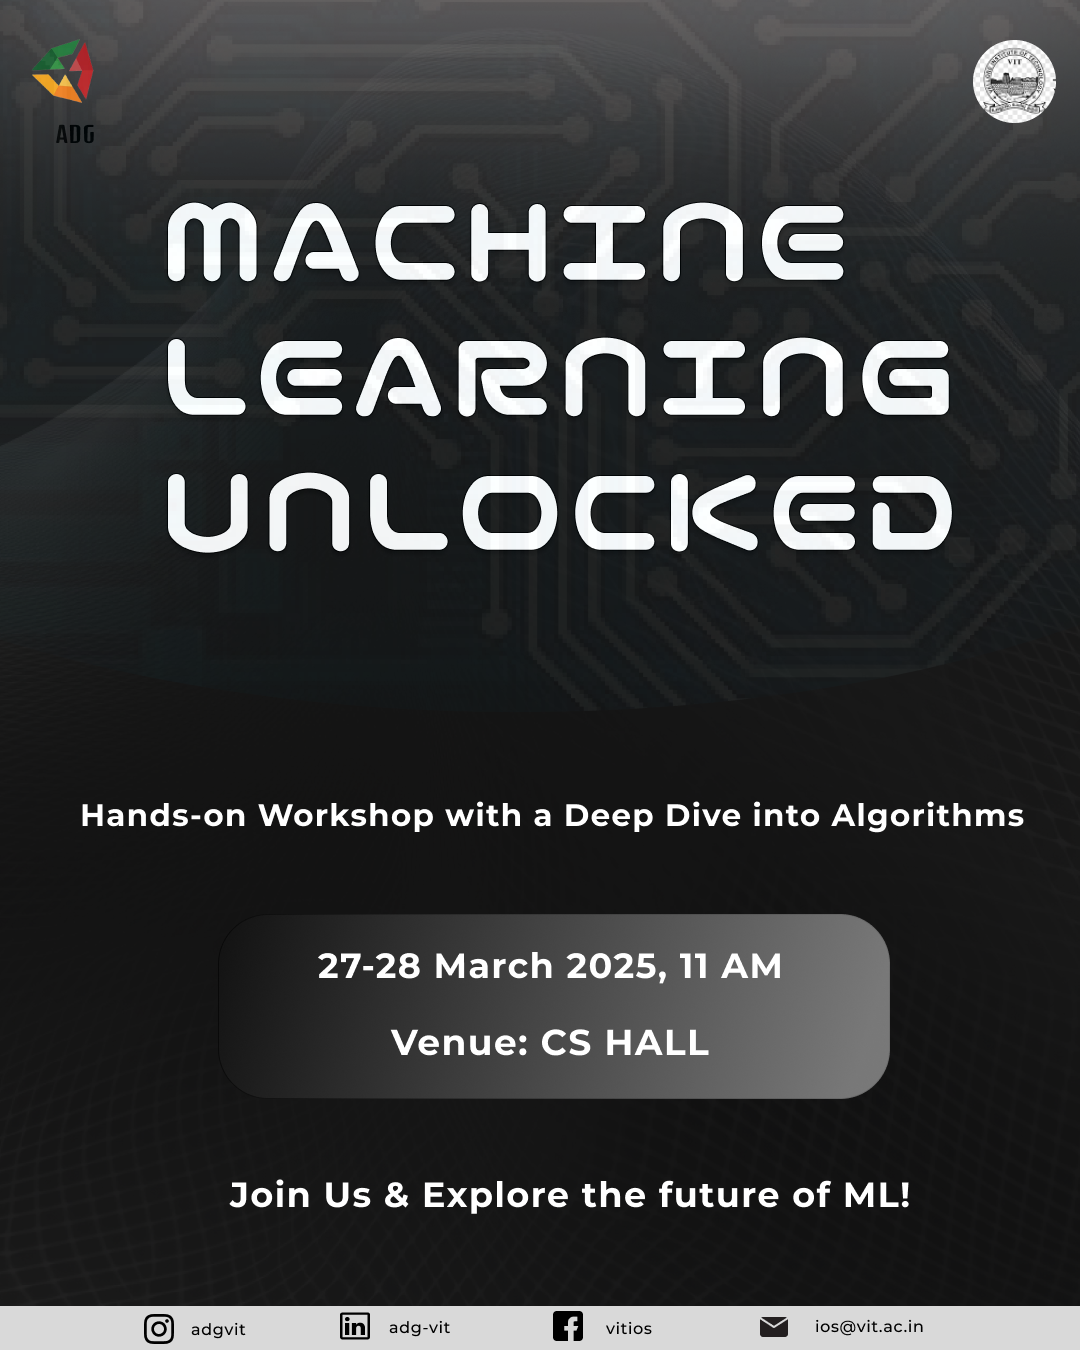 ADG
VIT
MACHINE
LEARNING
UNLOCKED
Hands-on Workshop with a Deep Dive into Algorithms
27-28 March 2025, 11 AM
Venue: CS HALL
Join Us & Explore the future of ML!
adgvit
adg-vit
vitios
ios@vit.ac.in